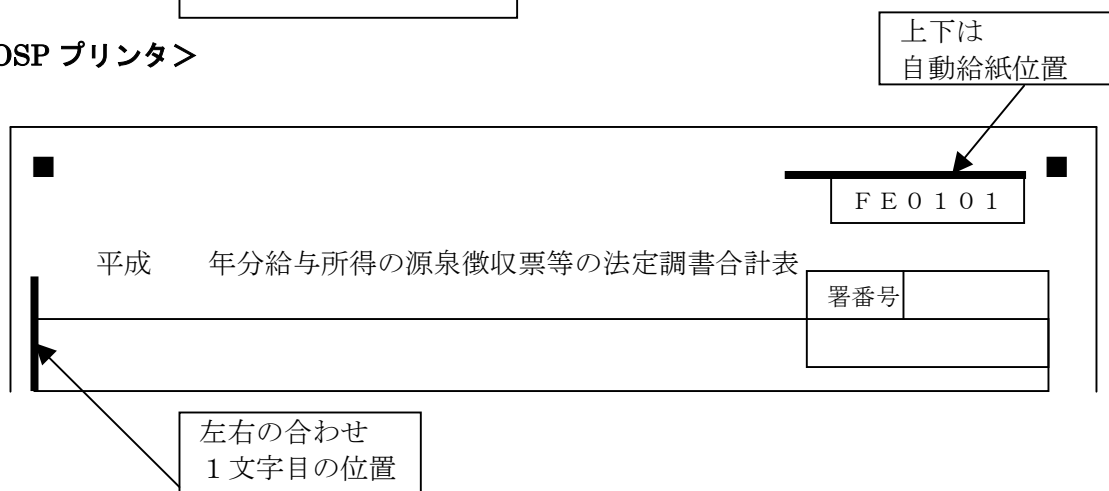 OSP プリンタ＞
上下は
自動給紙位置
ＦＥ０１０１
平成　　年分給与所得の源泉徴収票等の法定調書合計表
署番号
左右の合わせ
１文字目の位置